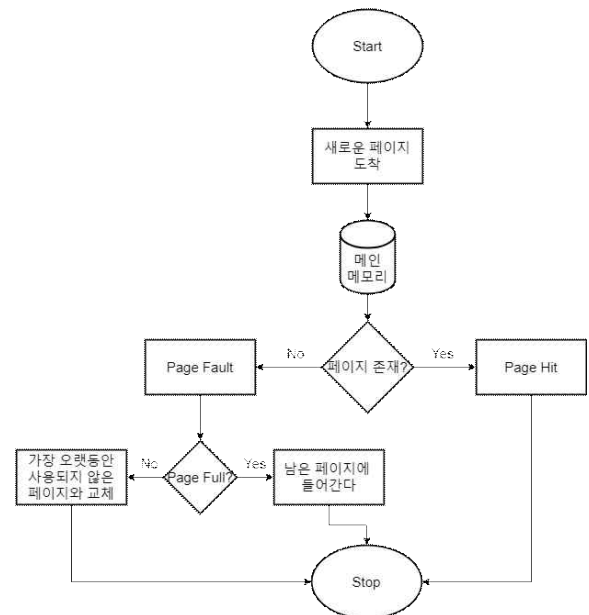 Start
새로운 페이지
도착
메인
메모리
페이지 존재?
No
Yes
Page Fault
Page Hit
Page Full?
No
Yes
가장 오랫동안
사용되지 않은
페이지와 교체
남은 페이지에
들어간다
Stop